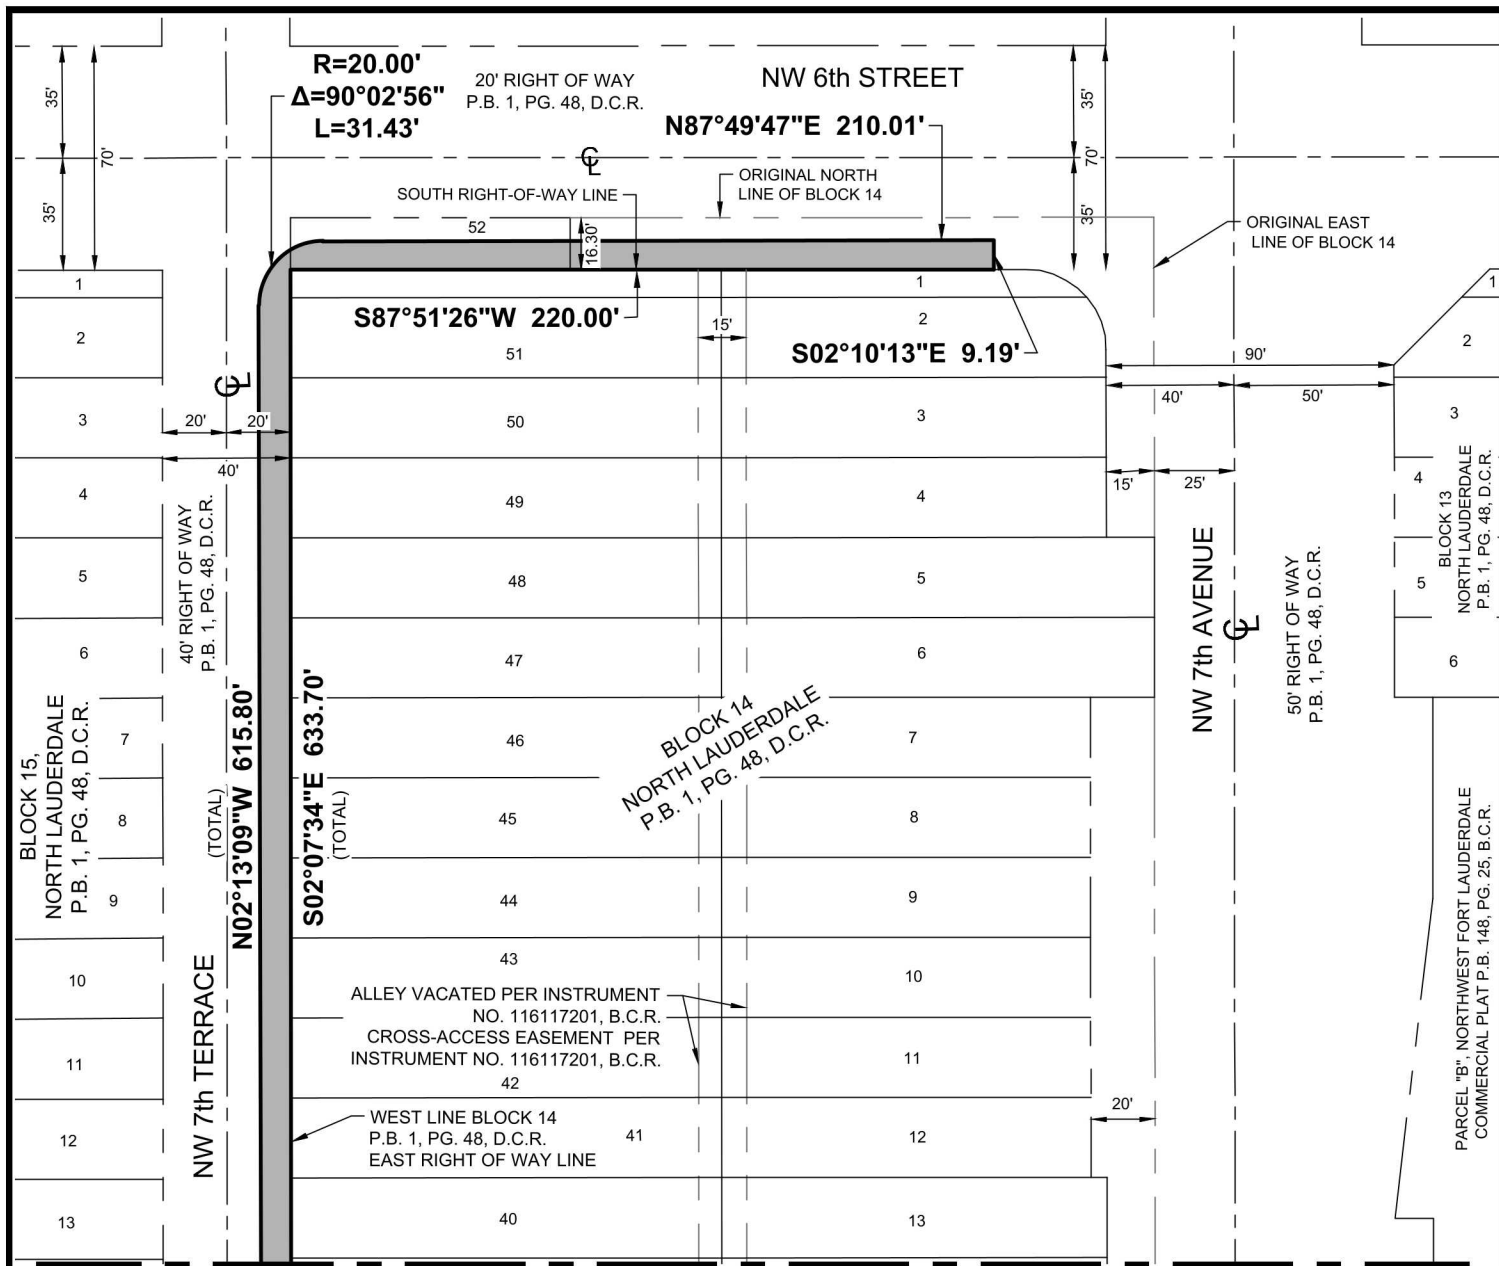 R=20.00'
Δ=90°02'56"
L=31.43'
20' RIGHT OF WAY
P.B. 1, PG. 48, D.C.R.
NW 6th STREET
N87°49'47"E 210.01'
35'
70'
35'
35'
70'
35'
℄
SOUTH RIGHT-OF-WAY LINE
ORIGINAL NORTH
LINE OF BLOCK 14
ORIGINAL EAST
LINE OF BLOCK 14
52
16.30'
S87°51'26"W 220.00'
S02°10'13"E 9.19'
15'
1
2
3
4
5
6
7
8
9
10
11
12
13
℄
20'
20'
40'
40' RIGHT OF WAY
P.B. 1, PG. 48, D.C.R.
BLOCK 15,
NORTH LAUDERDALE
P.B. 1, PG. 48, D.C.R.
NW 7th TERRACE
N02°13'09"W 615.80'
(TOTAL)
S02°07'34"E 633.70'
(TOTAL)
51
50
49
48
47
46
45
44
43
42
41
40
BLOCK 14
NORTH LAUDERDALE
P.B. 1, PG. 48, D.C.R.
ALLEY VACATED PER INSTRUMENT
NO. 116117201, B.C.R.
CROSS-ACCESS EASEMENT PER
INSTRUMENT NO. 116117201, B.C.R.
WEST LINE BLOCK 14
P.B. 1, PG. 48, D.C.R.
EAST RIGHT OF WAY LINE
1
2
3
4
5
6
7
8
9
10
11
12
13
90'
40'
50'
15'
25'
20'
NW 7th AVENUE
℄
50' RIGHT OF WAY
P.B. 1, PG. 48, D.C.R.
1
2
3
4
5
6
BLOCK 13
NORTH LAUDERDALE
P.B. 1, PG. 48, D.C.R.
PARCEL "B", NORTHWEST FORT LAUDERDALE
COMMERCIAL PLAT P.B. 148, PG. 25, B.C.R.